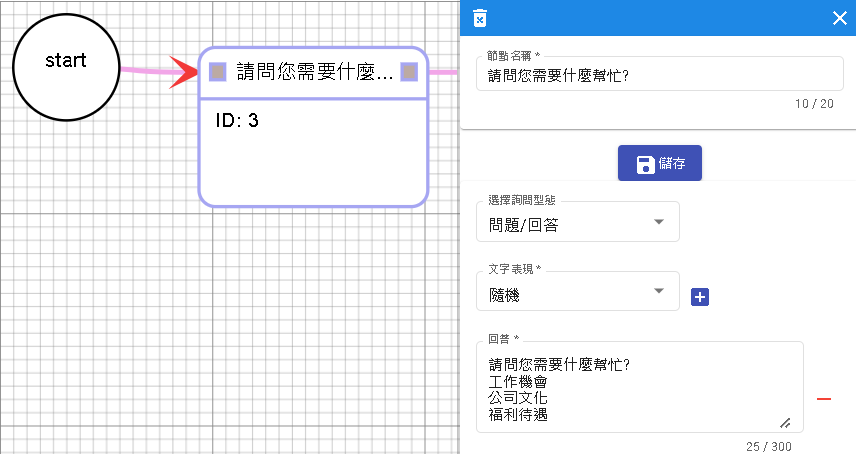 start
請問您需要什麼...
ID: 3
節點名稱 *
請問您需要什麼幫忙?
10 / 20
儲存
選擇詢問型態
問題/回答
文字表現 *
隨機
回答 *
請問您需要什麼幫忙?
工作機會
公司文化
福利待遇
25 / 300